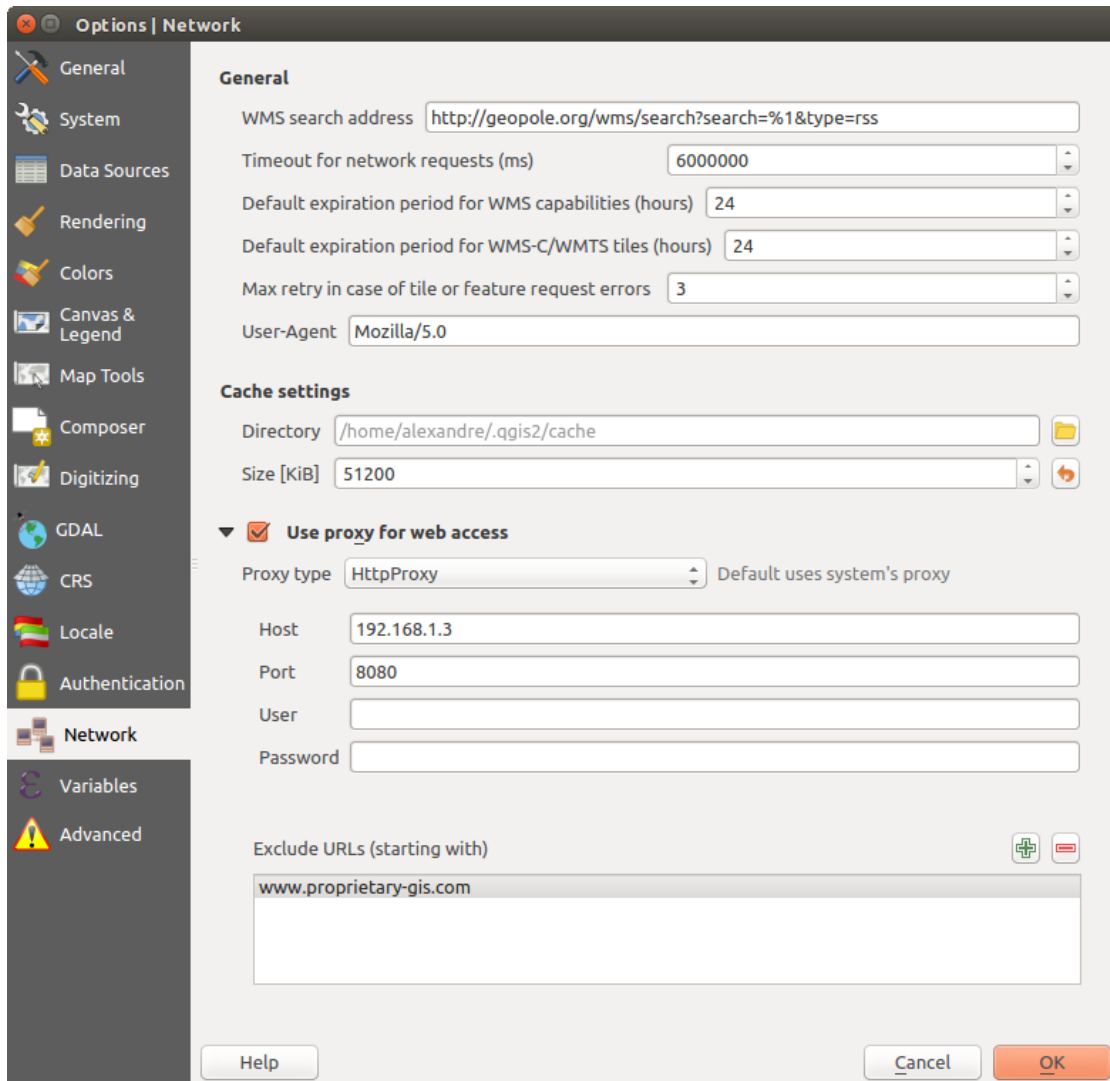 Options | Network
General
System
Data Sources
Rendering
Colors
Canvas &
Legend
Map Tools
Composer
Digitizing
GDAL
CRS
Locale
Authentication
Network
Variables
Advanced
General
WMS search address http://geopole.org/wms/search?search=%1&type=rss
Timeout for network requests (ms) 6000000
Default expiration period for WMS capabilities (hours) 24
Default expiration period for WMS-C/WMTS tiles (hours) 24
Max retry in case of tile or feature request errors 3
User-Agent Mozilla/5.0
Cache settings
Directory /home/alexandre/.qgis2/cache
Size [KiB] 51200
Use proxy for web access
Proxy type HttpProxy Default uses system's proxy
Host 192.168.1.3
Port 8080
User
Password
Exclude URLs (starting with)
www.proprietary-gis.com
Help Cancel OK